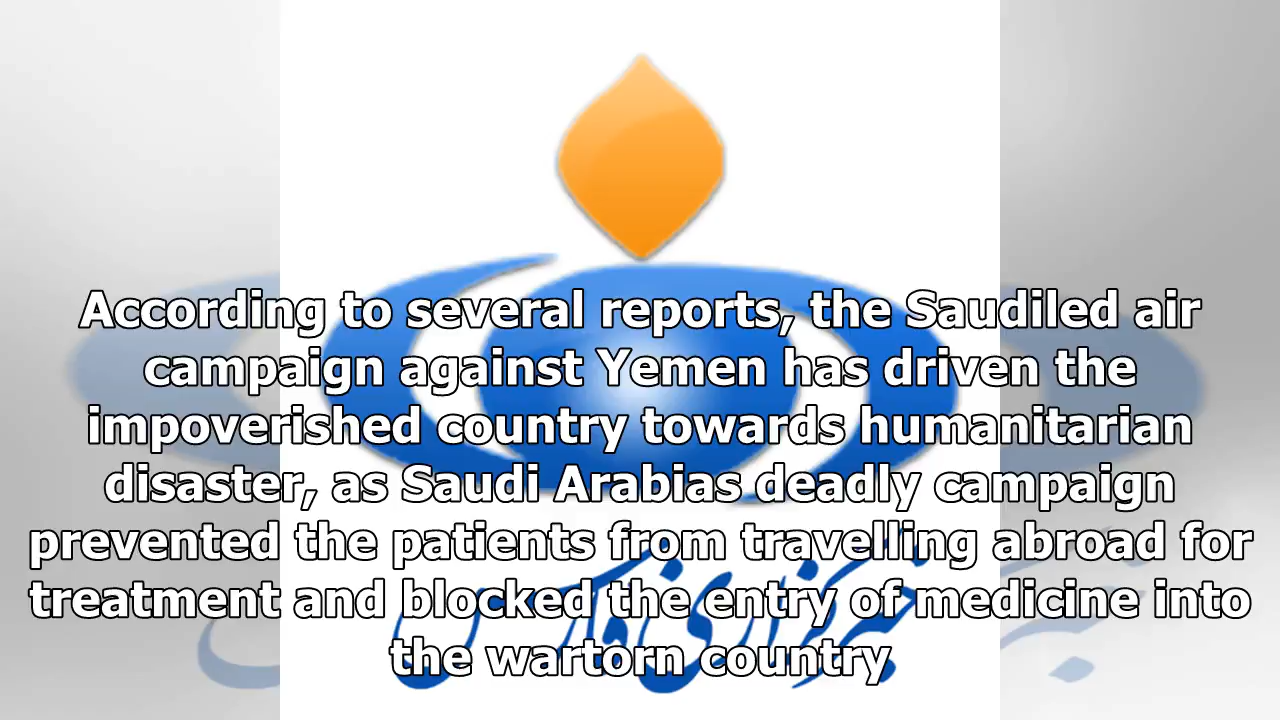 According to several reports, the Saudiled air
campaign against Yemen has driven the
impoverished country towards humanitarian
disaster, as Saudi Arabias deadly campaign
prevented the patients from travelling abroad for
treatment and blocked the entry of medicine into
the wartorn country
خبرگزاری فارس